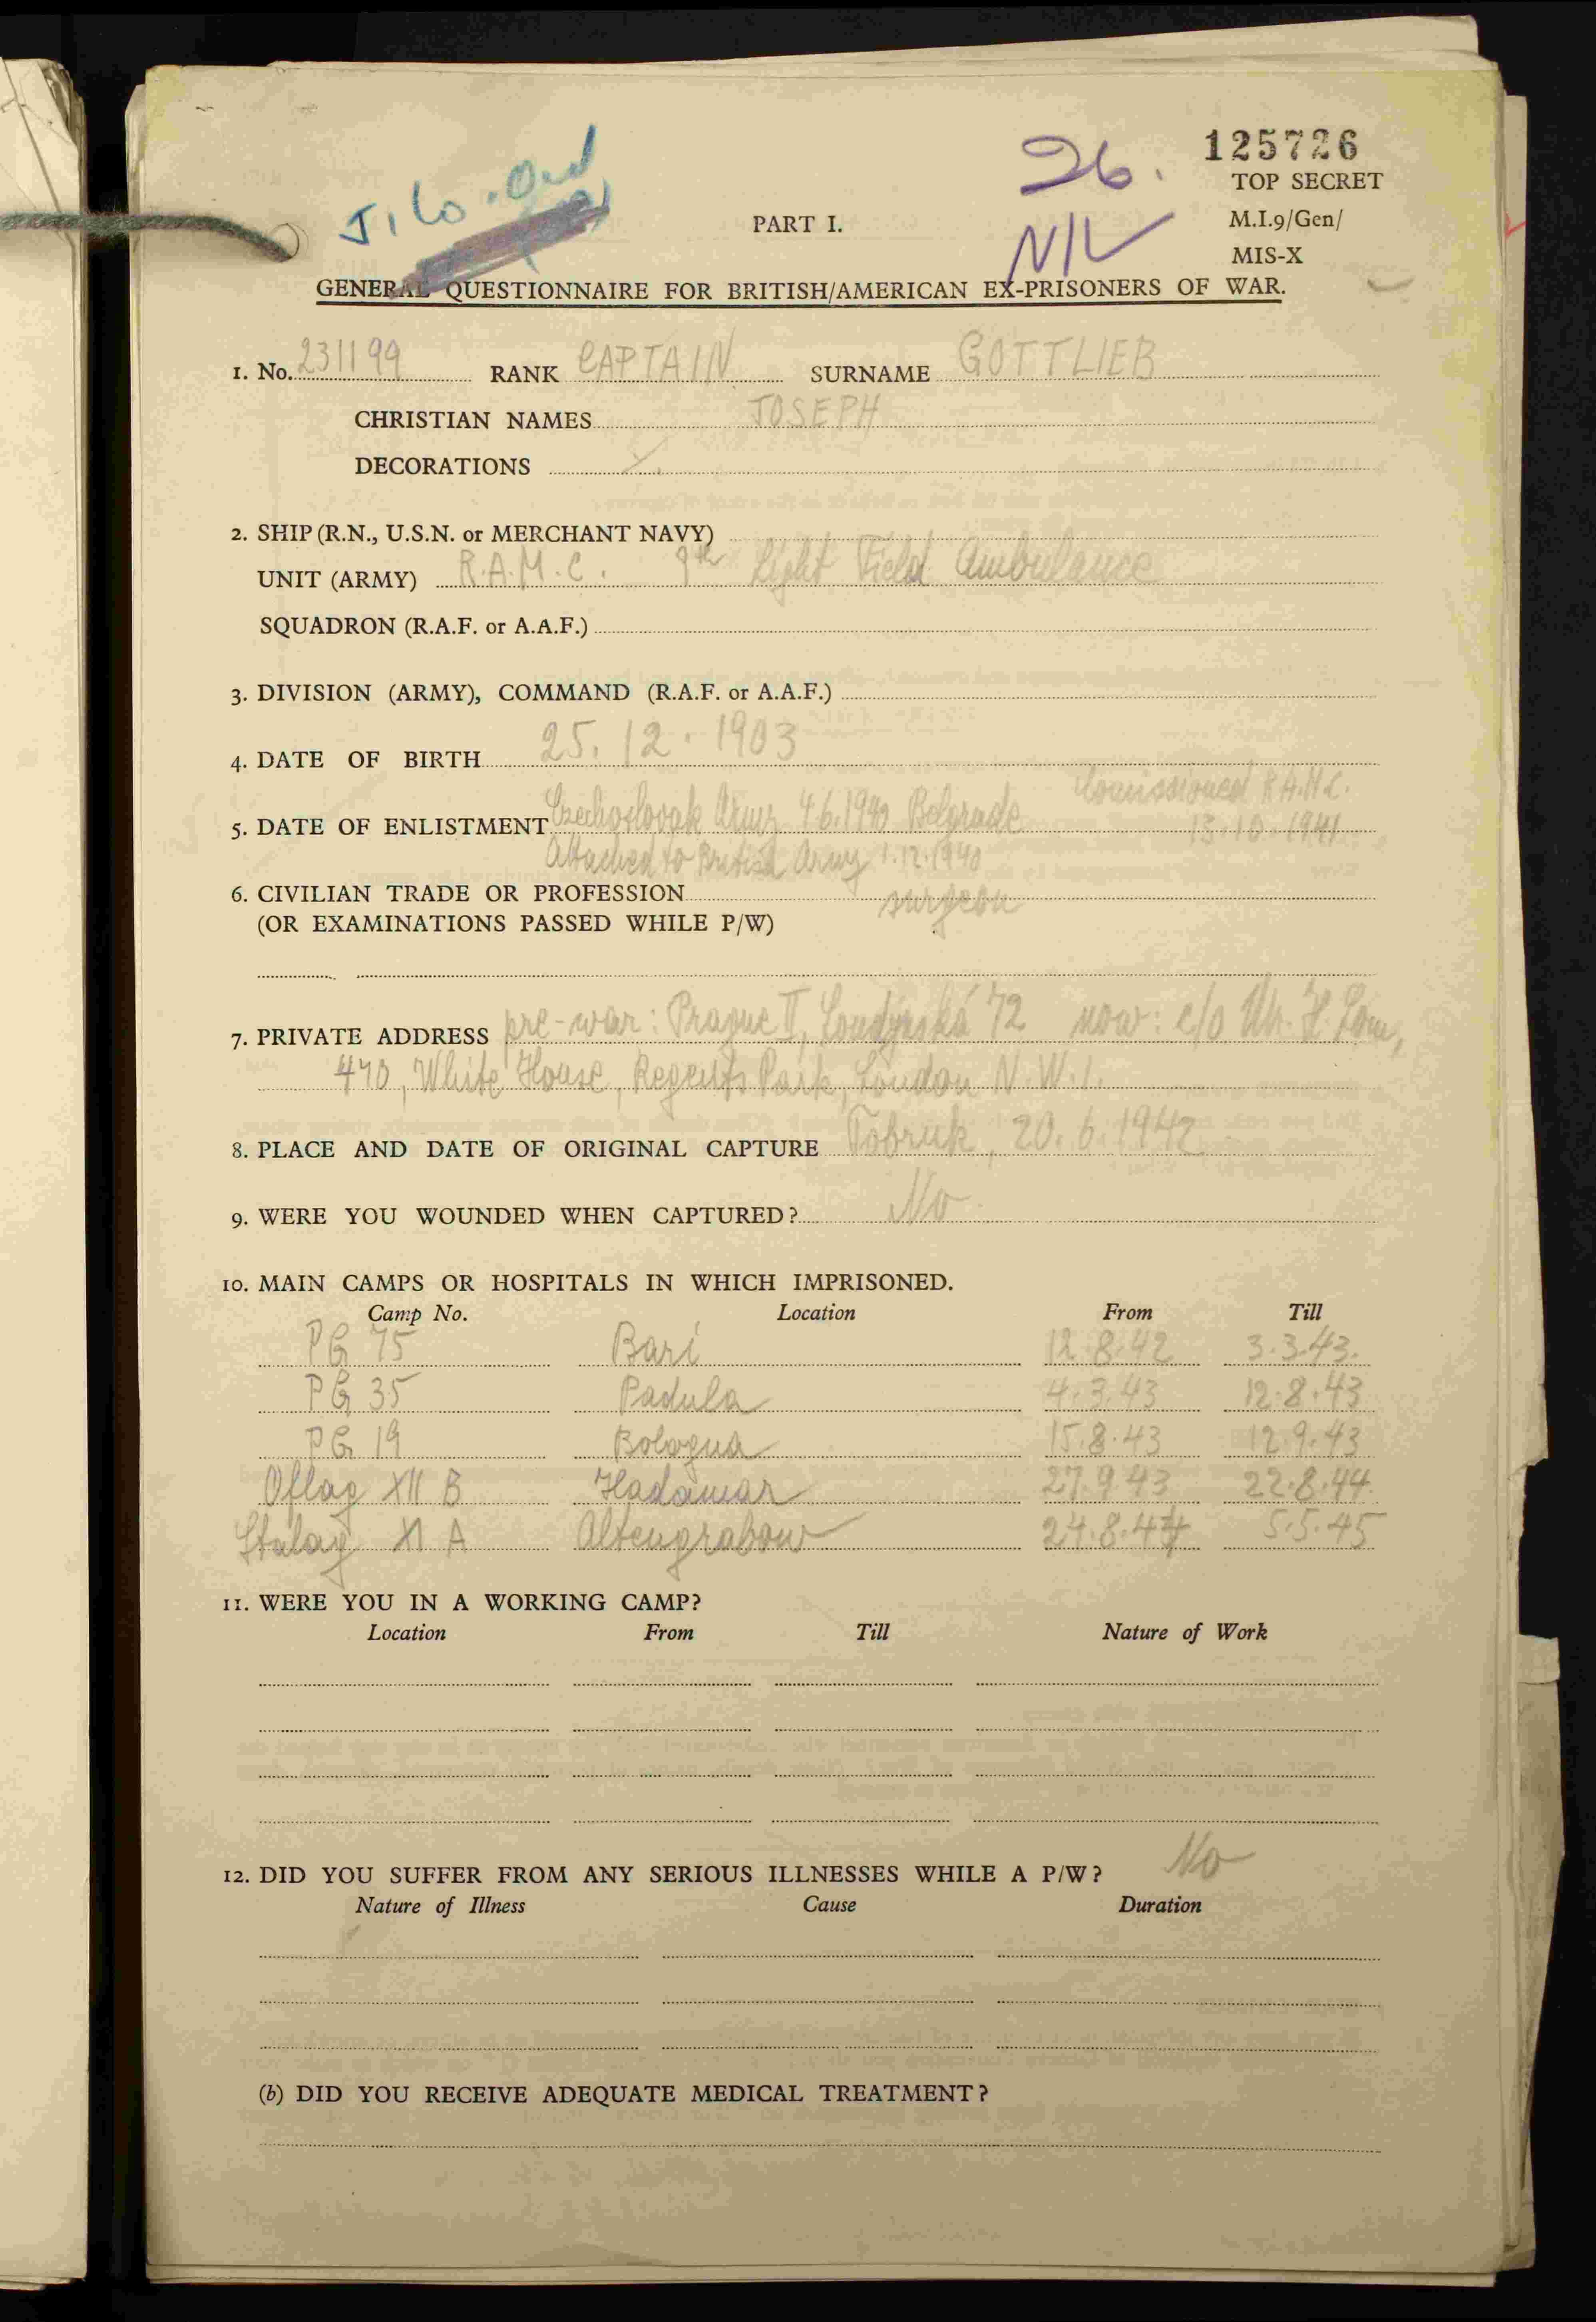 J, Co. Ord
26.
125726
TOP SECRET
PART I.
M.I.9/Gen/
NIL
MIS-X
GENERAL QUESTIONNAIRE FOR BRITISH/AMERICAN EX-PRISONERS OF WAR.
1. No. 231199 RANK CAPTAIN SURNAME GOTTLIEB
CHRISTIAN NAMES JOSEPH
DECORATIONS
2. SHIP (R.N., U.S.N. or MERCHANT NAVY)
UNIT (ARMY) R.A.M.C. 9th Light Field Ambulance
SQUADRON (R.A.F. or A.A.F.)
3. DIVISION (ARMY), COMMAND (R.A.F. or A.A.F.)
4. DATE OF BIRTH 25.12.1903
Comissioned R.A.M.C.
5. DATE OF ENLISTMENT Czechoslovak Army 4.6.1940 Belgrade 13.10.1941
Attached to British Army 1.12.1940
6. CIVILIAN TRADE OR PROFESSION surgeon
(OR EXAMINATIONS PASSED WHILE P/W)
7. PRIVATE ADDRESS pre-war: Prague II, Londýnská 72 now: c/o Mr. H. Lom,
470, White House, Regents Park, London N.W.1.
8. PLACE AND DATE OF ORIGINAL CAPTURE Tobruk, 20.6.1942
9. WERE YOU WOUNDED WHEN CAPTURED? No
10. MAIN CAMPS OR HOSPITALS IN WHICH IMPRISONED.
Camp No. Location From Till
PG 75 Bari 12.8.42 3.3.43.
PG 35 Padula 4.3.43 12.8.43
PG 19 Bologna 15.8.43 12.9.43
Oflag XII B Hadamar 27.9.43 22.8.44.
Stalag XI A Altengrabow 24.8.44 5.5.45
11. WERE YOU IN A WORKING CAMP?
Location From Till Nature of Work
12. DID YOU SUFFER FROM ANY SERIOUS ILLNESSES WHILE A P/W? No
Nature of Illness Cause Duration
(b) DID YOU RECEIVE ADEQUATE MEDICAL TREATMENT?